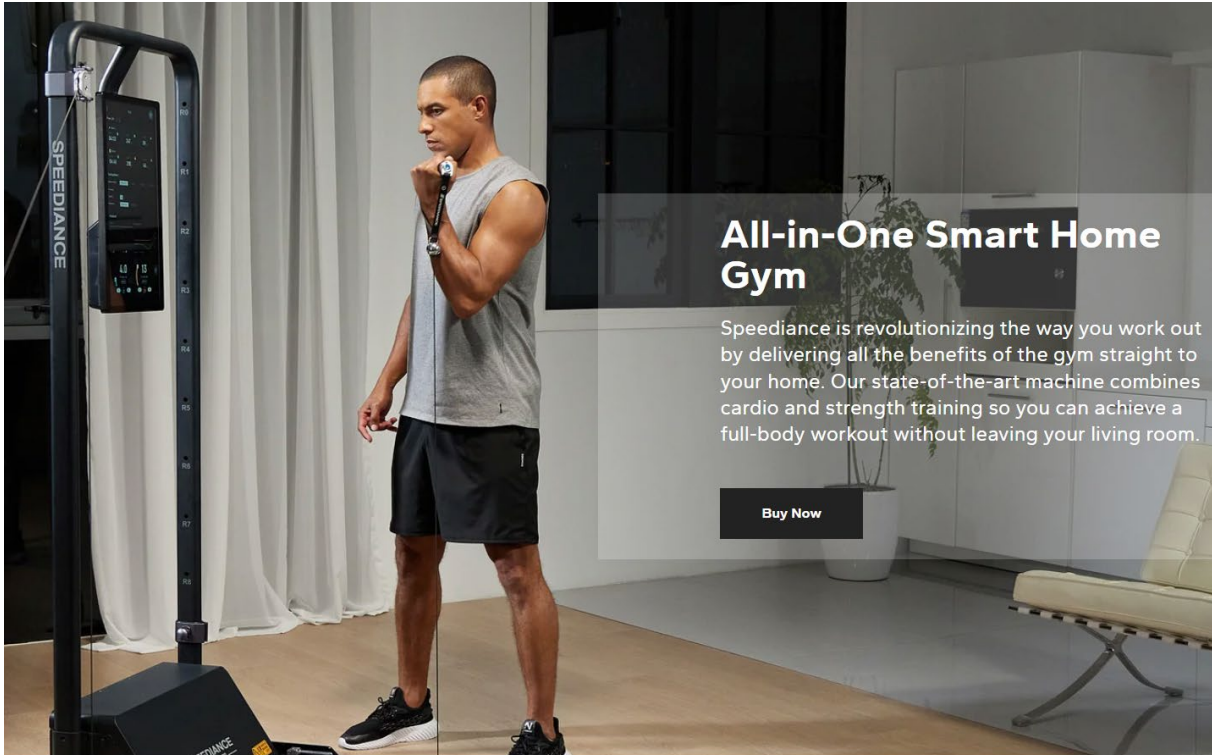 SPEEDIANCE
R0
R1
R2
R3
R4
R5
R6
R7
R8
All-in-One Smart Home
Gym
Speediance is revolutionizing the way you work out
by delivering all the benefits of the gym straight to
your home. Our state-of-the-art machine combines
cardio and strength training so you can achieve a
full-body workout without leaving your living room.
Buy Now